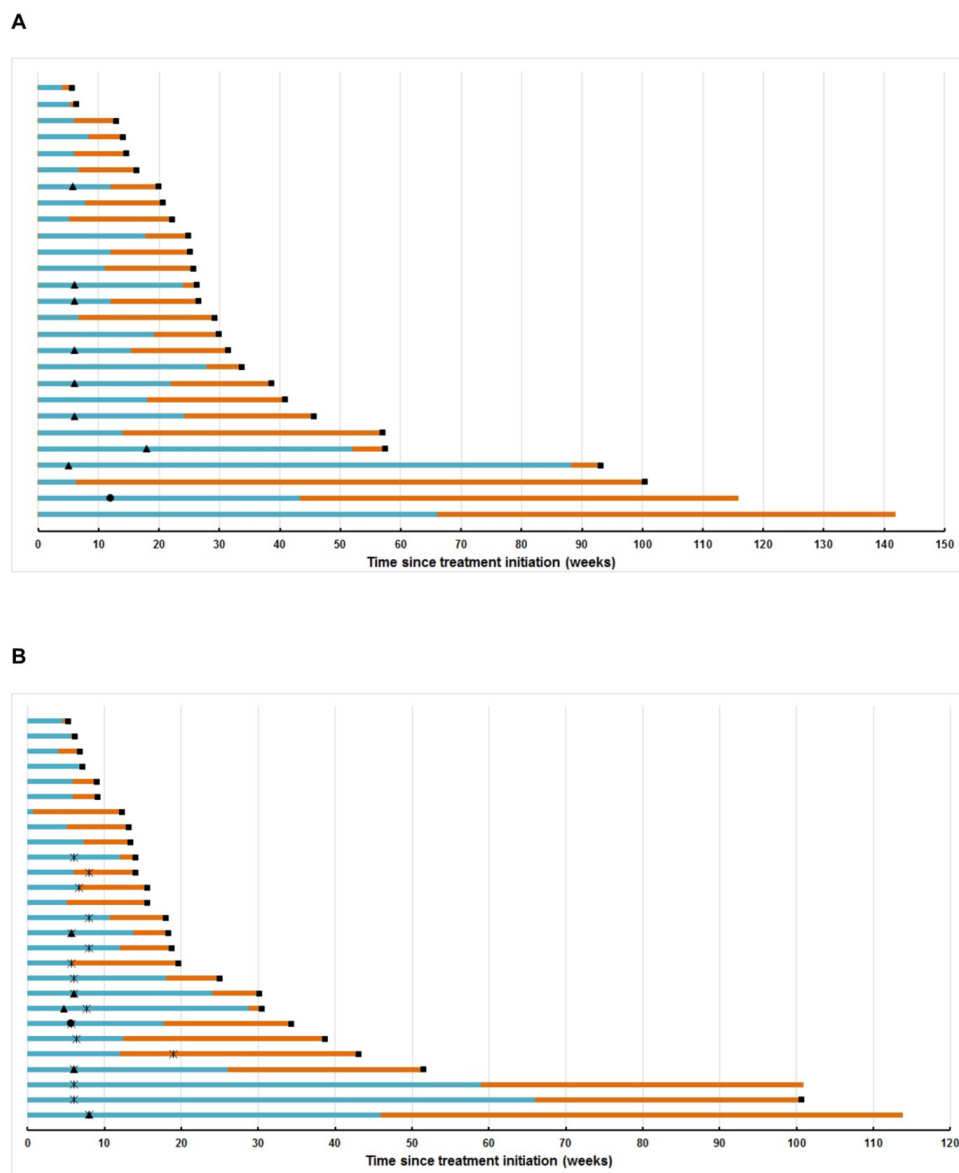 A
0 10 20 30 40 50 60 70 80 90 100 110 120 130 140 150
Time since treatment initiation (weeks)
B
0 10 20 30 40 50 60 70 80 90 100 110 120
Time since treatment initiation (weeks)